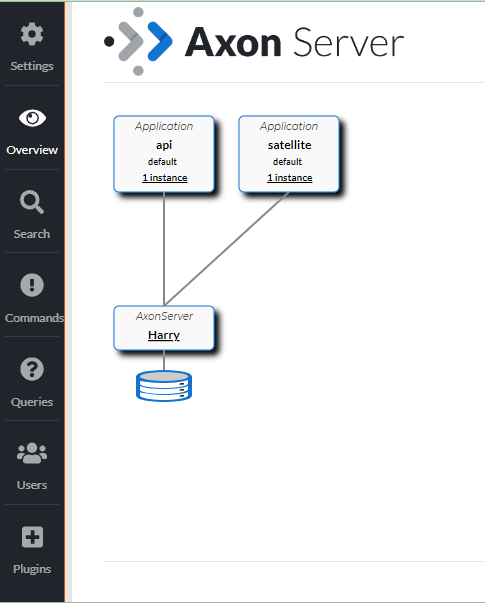 Settings
Overview
Search
Commands
Queries
Users
Plugins
Axon Server
Application
api
default
1 instance
Application
satellite
default
1 instance
AxonServer
Harry